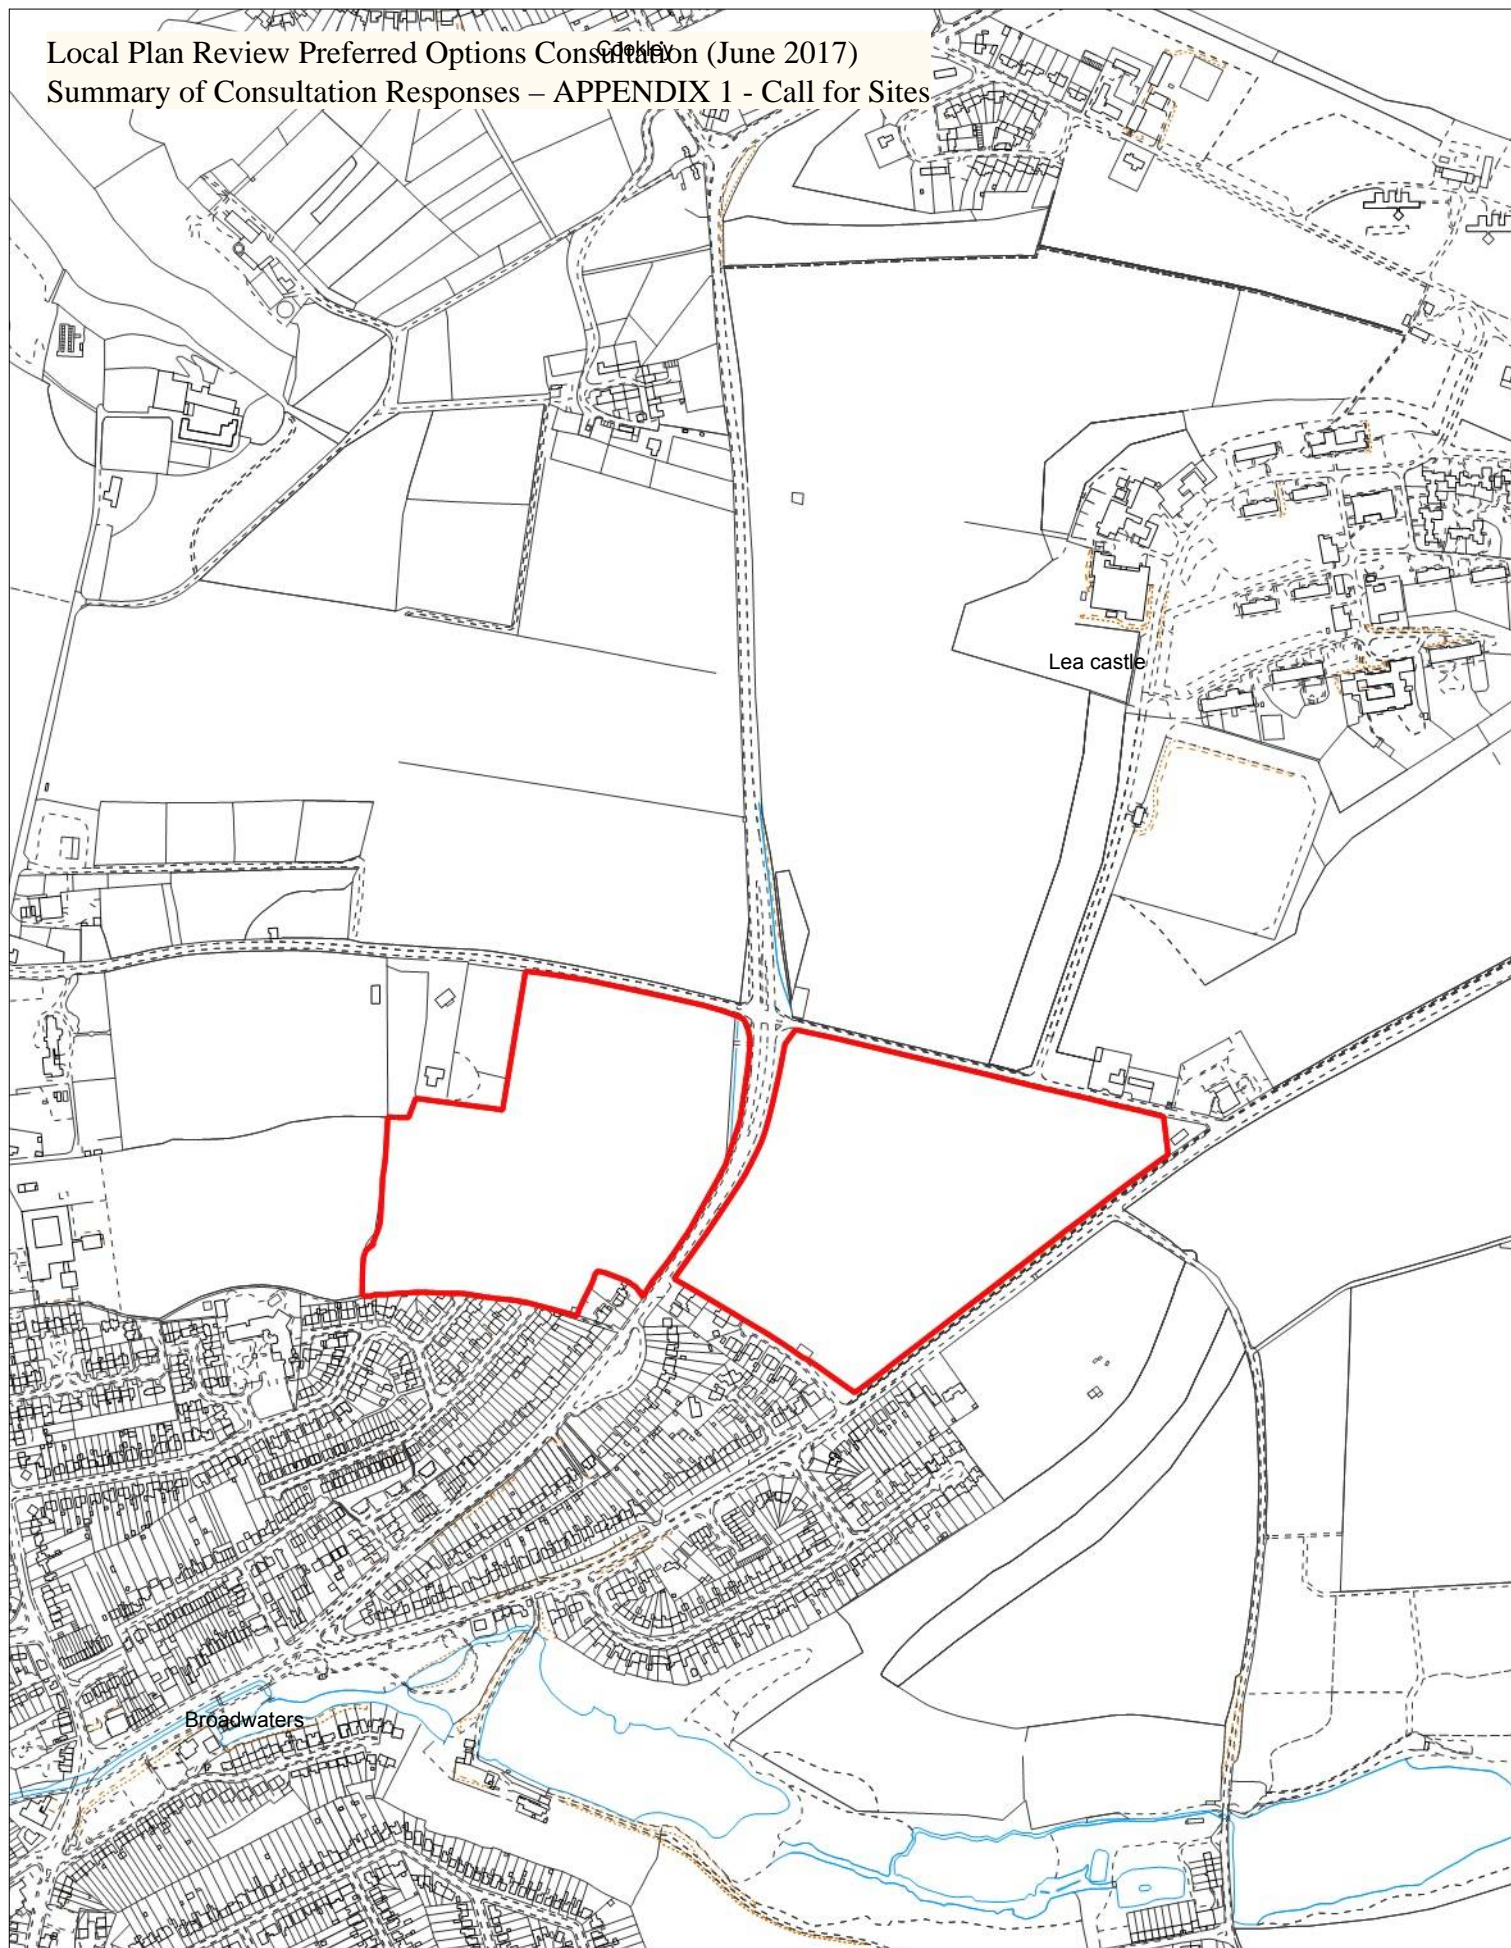 Local Plan Review Preferred Options Consultation (June 2017)
Cookley
Summary of Consultation Responses – APPENDIX 1 - Call for Sites
Lea castle
Broadwaters